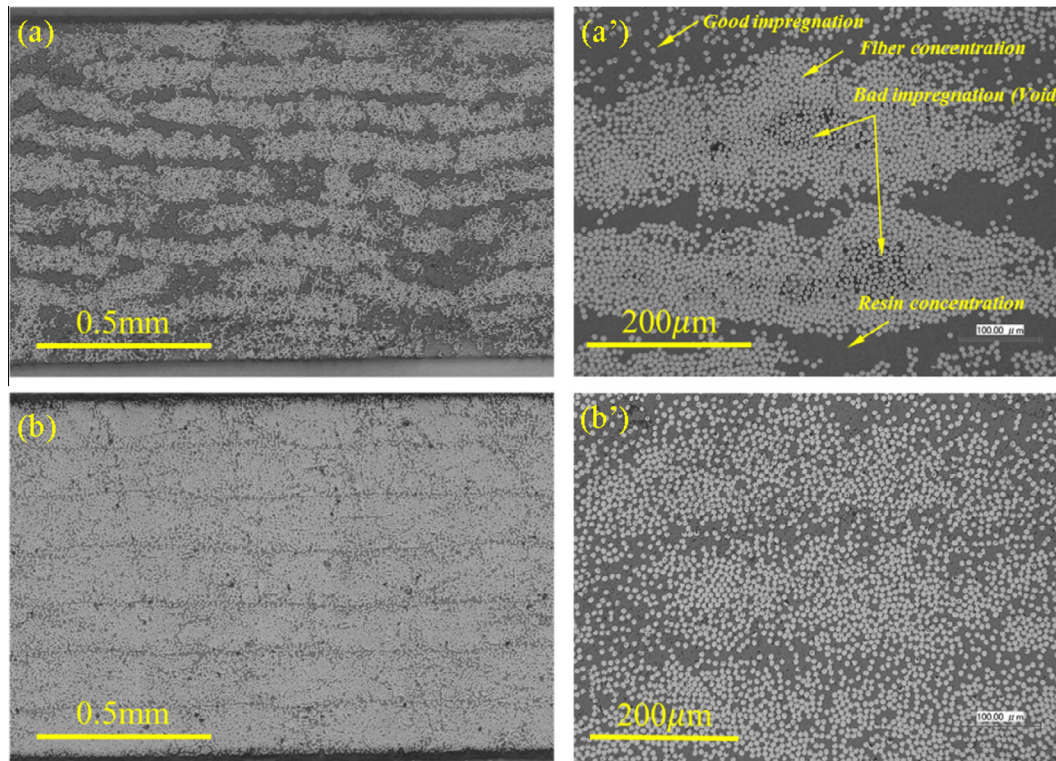 (a)
0.5mm
(a')
Good impregnation
Fiber concentration
Bad impregnation (Void
Resin concentration
200µm
100.00 µm
(b)
0.5mm
(b')
200µm
100.00 µm